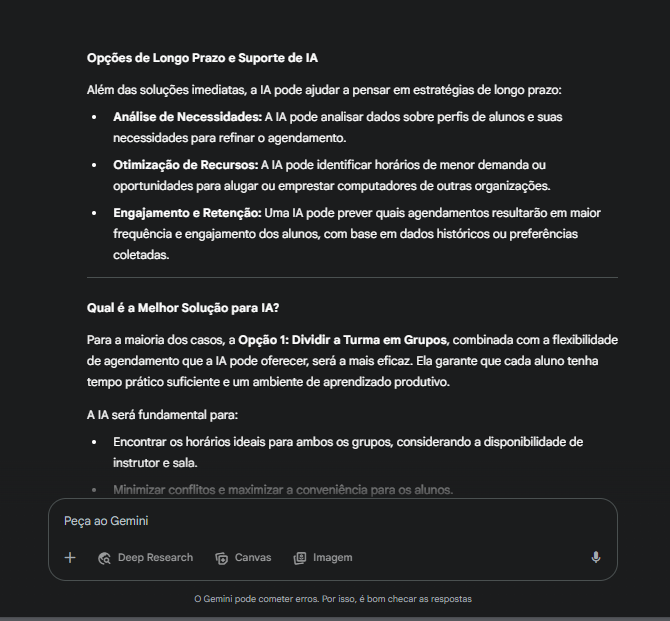 Opções de Longo Prazo e Suporte de IA
Além das soluções imediatas, a IA pode ajudar a pensar em estratégias de longo prazo:
• Análise de Necessidades: A IA pode analisar dados sobre perfis de alunos e suas
necessidades para refinar o agendamento.
• Otimização de Recursos: A IA pode identificar horários de menor demanda ou
oportunidades para alugar ou emprestar computadores de outras organizações.
• Engajamento e Retenção: Uma IA pode prever quais agendamentos resultarão em maior
frequência e engajamento dos alunos, com base em dados históricos ou preferências
coletadas.
Qual é a Melhor Solução para IA?
Para a maioria dos casos, a Opção 1: Dividir a Turma em Grupos, combinada com a flexibilidade
de agendamento que a IA pode oferecer, será a mais eficaz. Ela garante que cada aluno tenha
tempo prático suficiente e um ambiente de aprendizado produtivo.
A IA será fundamental para:
• Encontrar os horários ideais para ambos os grupos, considerando a disponibilidade de
instrutor e sala.
• Minimizar conflitos e maximizar a conveniência para os alunos.
Peça ao Gemini
Deep Research Canvas Imagem
O Gemini pode cometer erros. Por isso, é bom checar as respostas